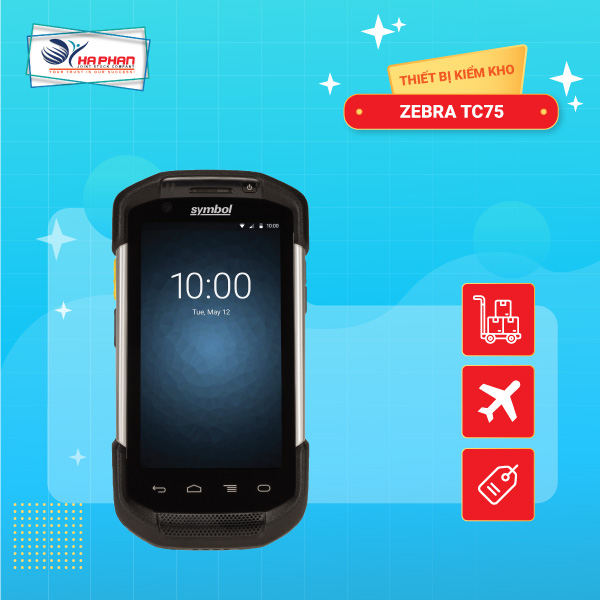 HA PHAN
JOINT STOCK COMPANY
YOUR TRUST IS OUR SUCCESS!
THIẾT BỊ KIỂM KHO
ZEBRA TC75
symbol
10:00
10:00
Tue, May 12